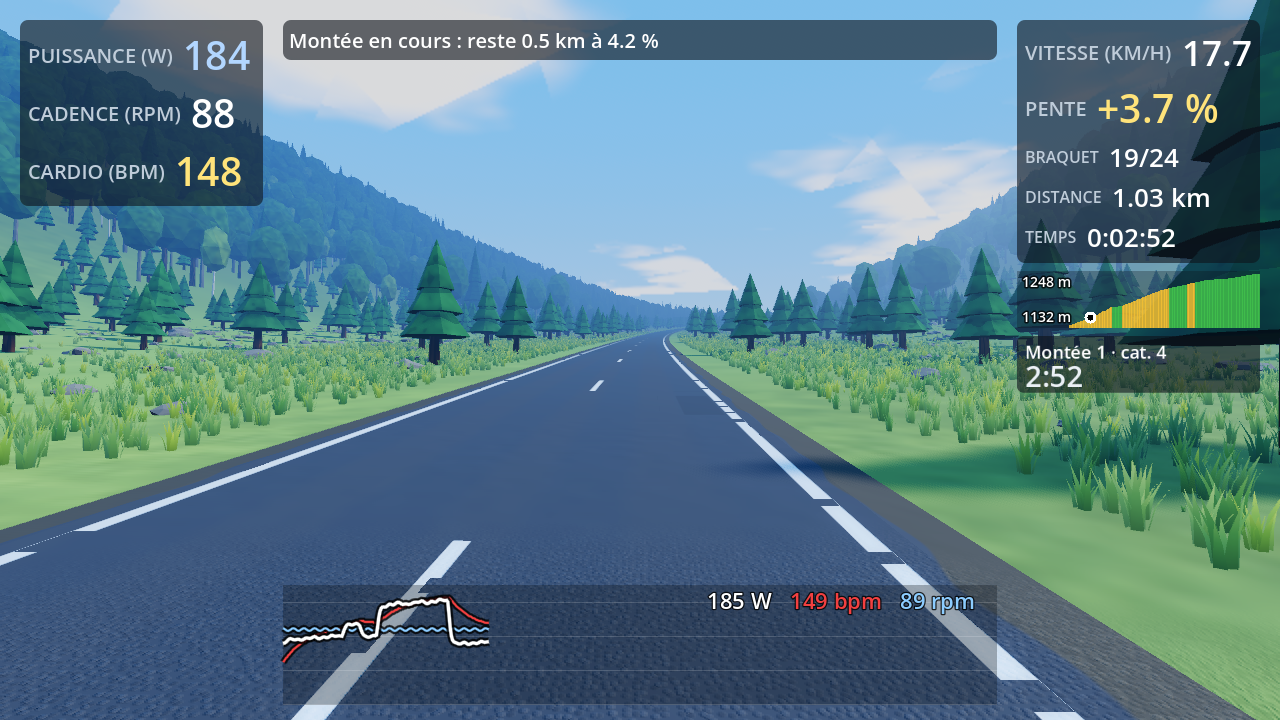 PUISSANCE (W) 184
CADENCE (RPM) 88
CARDIO (BPM) 148
Montée en cours : reste 0.5 km à 4.2 %
VITESSE (KM/H) 17.7
PENTE +3.7 %
BRAQUET 19/24
DISTANCE 1.03 km
TEMPS 0:02:52
1248 m
1132 m
Montée 1 · cat. 4
2:52
185 W 149 bpm 89 rpm